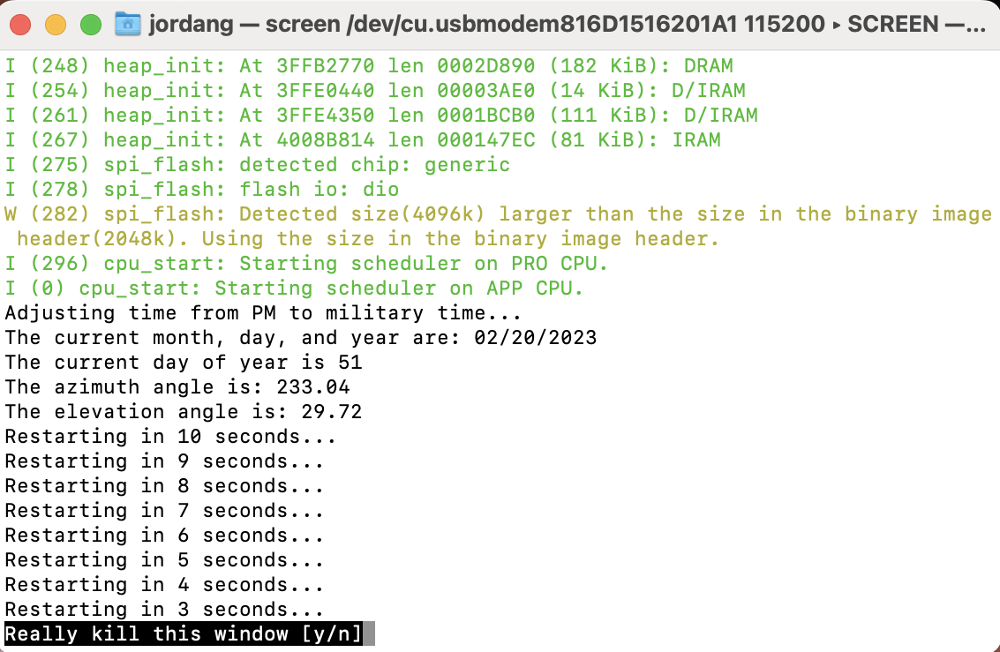 jordang — screen /dev/cu.usbmodem816D1516201A1 115200 ▸ SCREEN —...
I (248) heap_init: At 3FFB2770 len 0002D890 (182 KiB): DRAM
I (254) heap_init: At 3FFE0440 len 00003AE0 (14 KiB): D/IRAM
I (261) heap_init: At 3FFE4350 len 0001BCB0 (111 KiB): D/IRAM
I (267) heap_init: At 4008B814 len 000147EC (81 KiB): IRAM
I (275) spi_flash: detected chip: generic
I (278) spi_flash: flash io: dio
W (282) spi_flash: Detected size(4096k) larger than the size in the binary image
header(2048k). Using the size in the binary image header.
I (296) cpu_start: Starting scheduler on PRO CPU.
I (0) cpu_start: Starting scheduler on APP CPU.
Adjusting time from PM to military time...
The current month, day, and year are: 02/20/2023
The current day of year is 51
The azimuth angle is: 233.04
The elevation angle is: 29.72
Restarting in 10 seconds...
Restarting in 9 seconds...
Restarting in 8 seconds...
Restarting in 7 seconds...
Restarting in 6 seconds...
Restarting in 5 seconds...
Restarting in 4 seconds...
Restarting in 3 seconds...
Really kill this window [y/n]